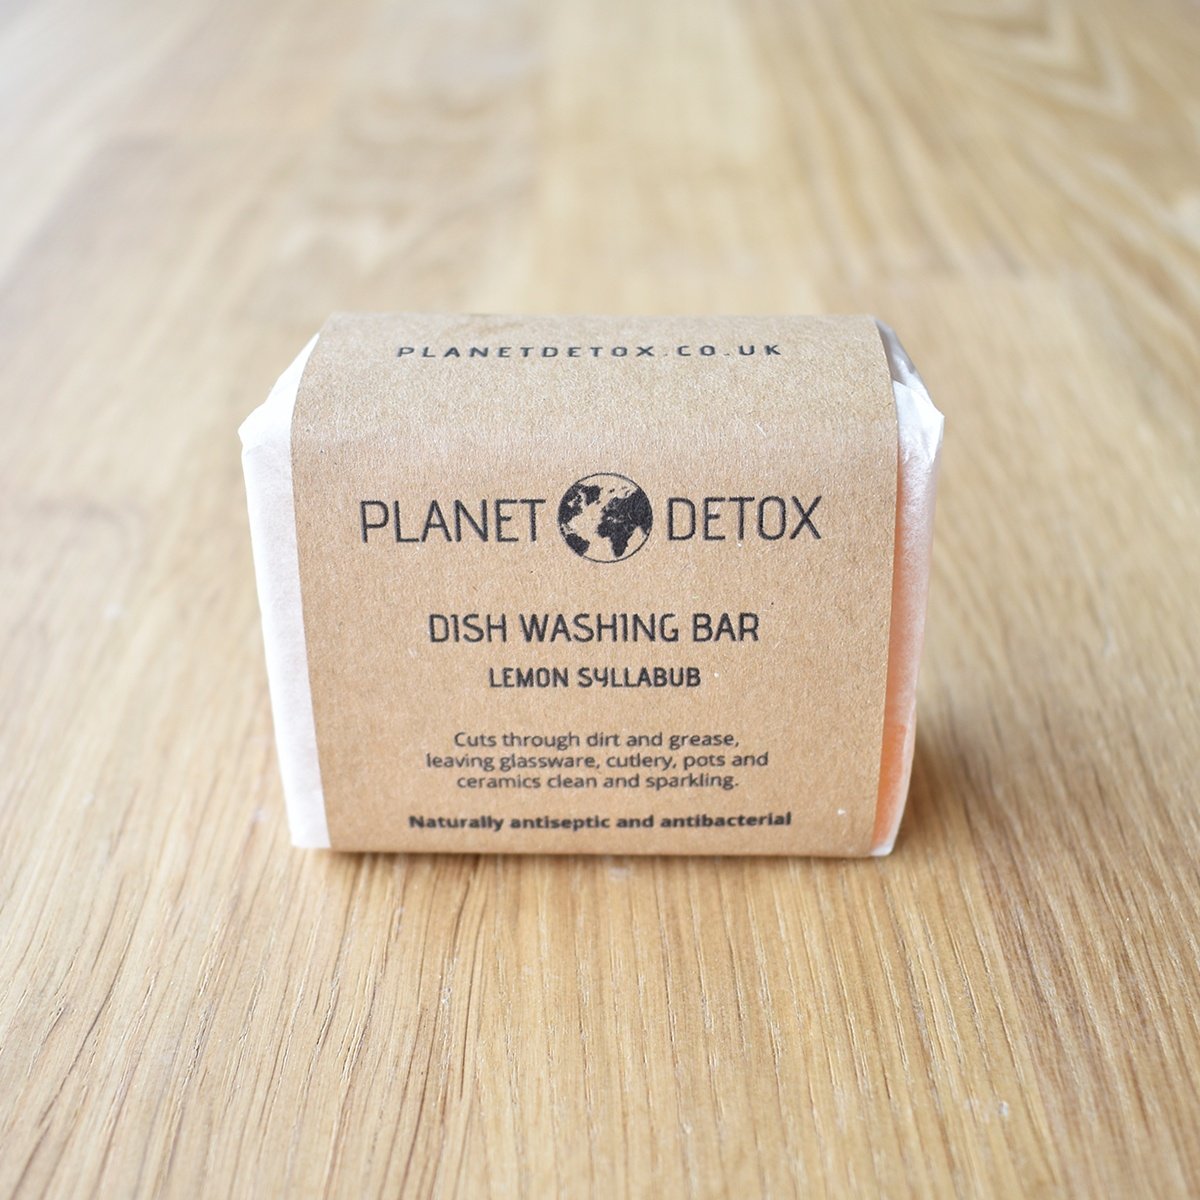 PLANETDETOX.CO.UK
PLANET DETOX
DISH WASHING BAR
LEMON SYLLABUB
Cuts through dirt and grease,
leaving glassware, cutlery, pots and
ceramics clean and sparkling.
Naturally antiseptic and antibacterial